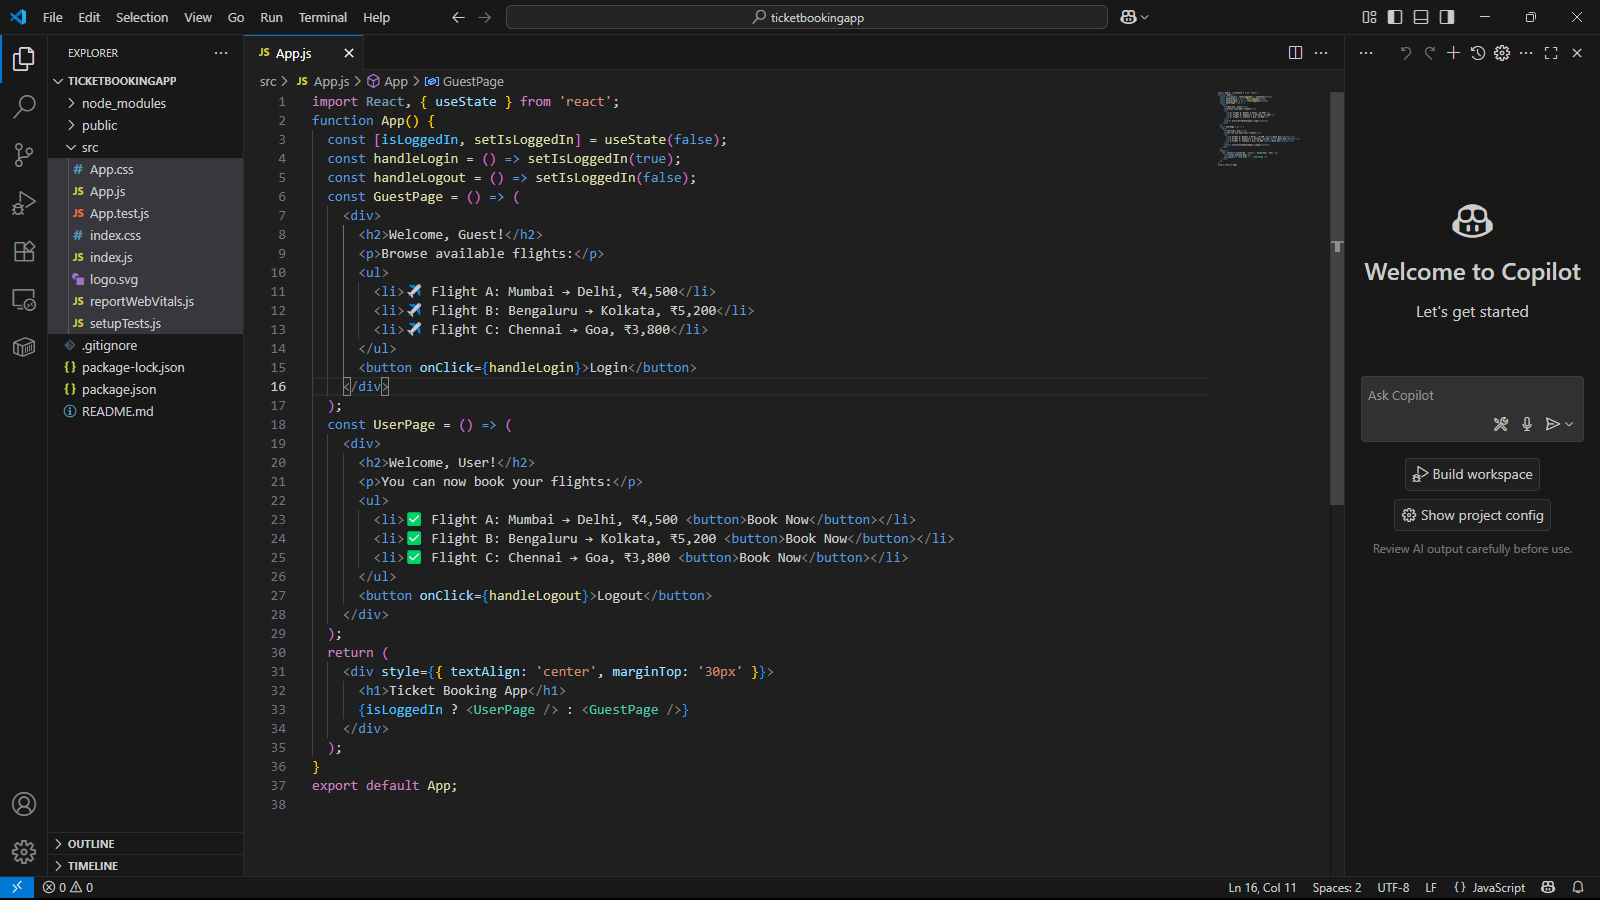 File Edit Selection View Go Run Terminal Help
ticketbookingapp
EXPLORER
TICKETBOOKINGAPP
node_modules
public
src
App.css
App.js
App.test.js
index.css
index.js
logo.svg
reportWebVitals.js
setupTests.js
.gitignore
package-lock.json
package.json
README.md
OUTLINE
TIMELINE
JS App.js
src > JS App.js > App > GuestPage
1 import React, { useState } from 'react';
2 function App() {
3 const [isLoggedIn, setIsLoggedIn] = useState(false);
4 const handleLogin = () => setIsLoggedIn(true);
5 const handleLogout = () => setIsLoggedIn(false);
6 const GuestPage = () => (
7 <div>
8 <h2>Welcome, Guest!</h2>
9 <p>Browse available flights:</p>
10 <ul>
11 <li>✈️ Flight A: Mumbai → Delhi, ₹4,500</li>
12 <li>✈️ Flight B: Bengaluru → Kolkata, ₹5,200</li>
13 <li>✈️ Flight C: Chennai → Goa, ₹3,800</li>
14 </ul>
15 <button onClick={handleLogin}>Login</button>
16 </div>
17 );
18 const UserPage = () => (
19 <div>
20 <h2>Welcome, User!</h2>
21 <p>You can now book your flights:</p>
22 <ul>
23 <li>✅ Flight A: Mumbai → Delhi, ₹4,500 <button>Book Now</button></li>
24 <li>✅ Flight B: Bengaluru → Kolkata, ₹5,200 <button>Book Now</button></li>
25 <li>✅ Flight C: Chennai → Goa, ₹3,800 <button>Book Now</button></li>
26 </ul>
27 <button onClick={handleLogout}>Logout</button>
28 </div>
29 );
30 return (
31 <div style={{ textAlign: 'center', marginTop: '30px' }}>
32 <h1>Ticket Booking App</h1>
33 {isLoggedIn ? <UserPage /> : <GuestPage />}
34 </div>
35 );
36 }
37 export default App;
38
Welcome to Copilot
Let's get started
Ask Copilot
Build workspace
Show project config
Review AI output carefully before use.
0 0
Ln 16, Col 11 Spaces: 2 UTF-8 LF {} JavaScript